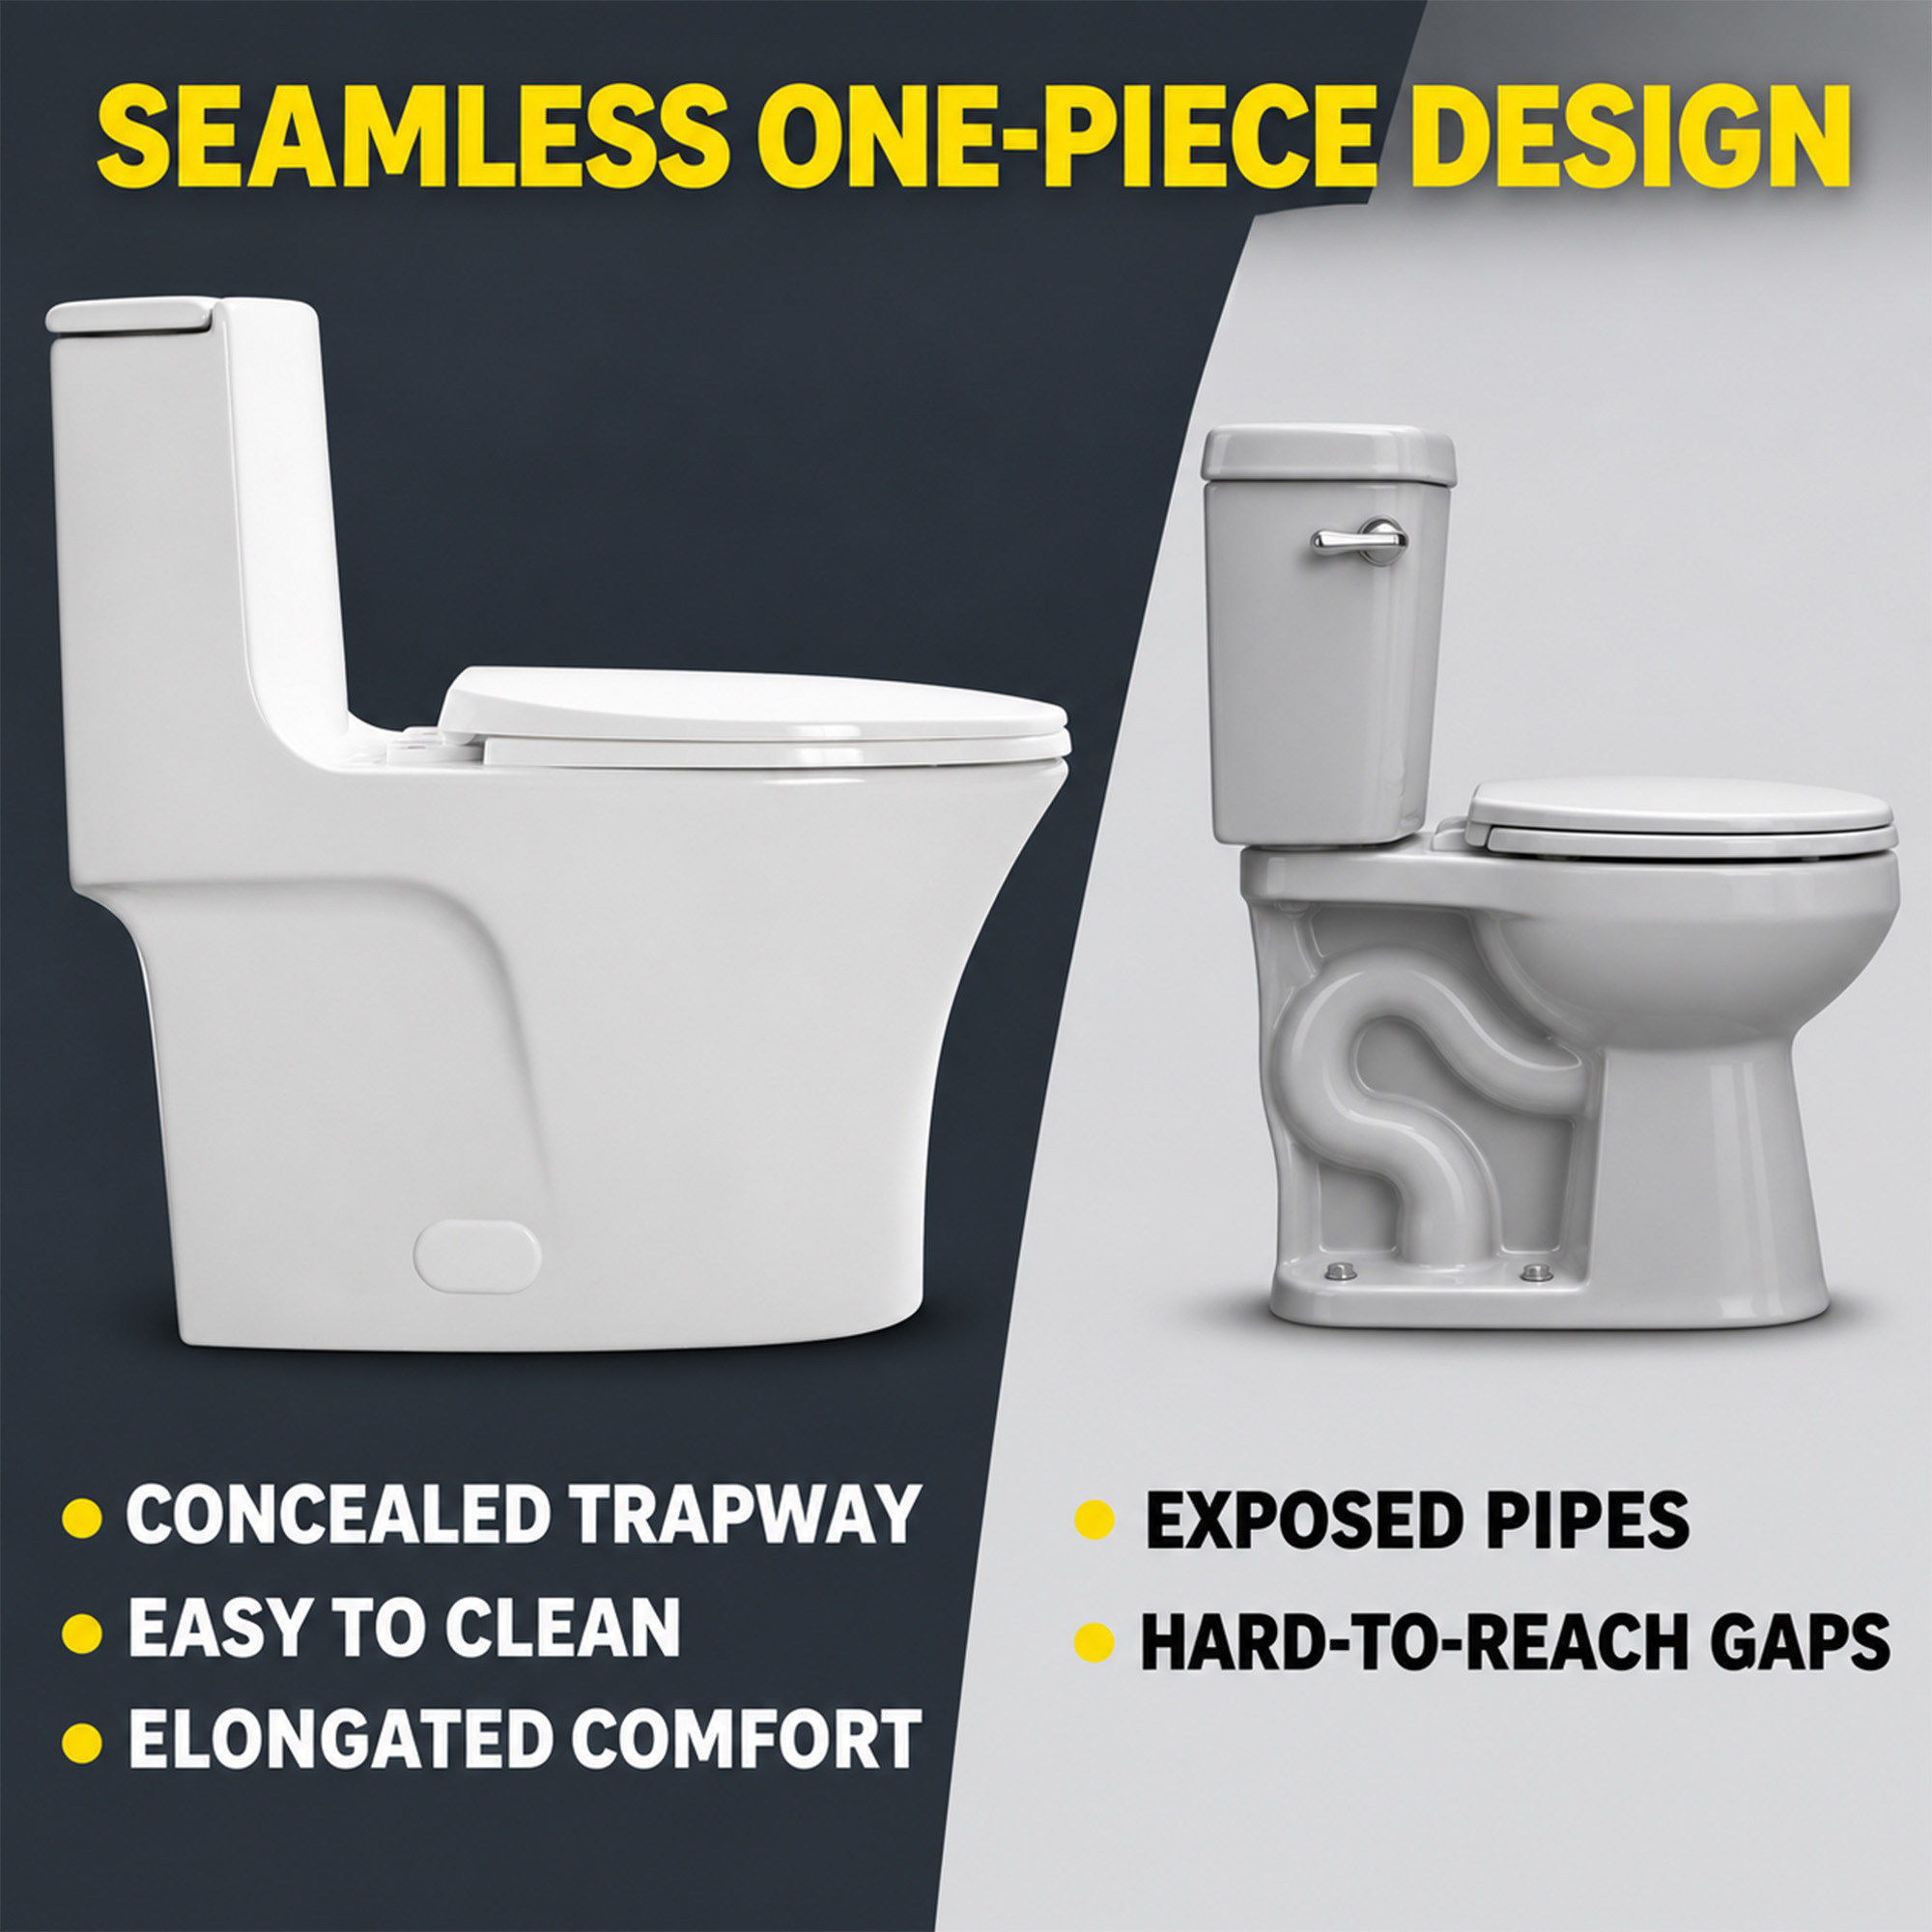 SEAMLESS ONE-PIECE DESIGN
CONCEALED TRAPWAY
EASY TO CLEAN
ELONGATED COMFORT
EXPOSED PIPES
HARD-TO-REACH GAPS